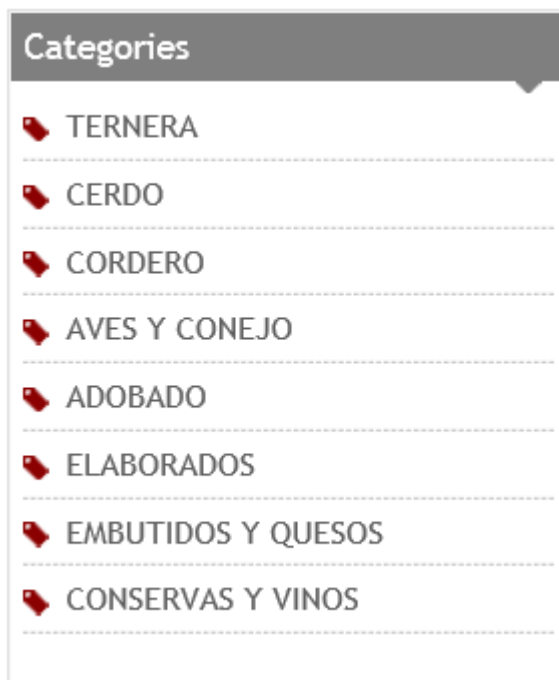 Categories
TERNERA
CERDO
CORDERO
AVES Y CONEJO
ADOBADO
ELABORADOS
EMBUTIDOS Y QUESOS
CONSERVAS Y VINOS